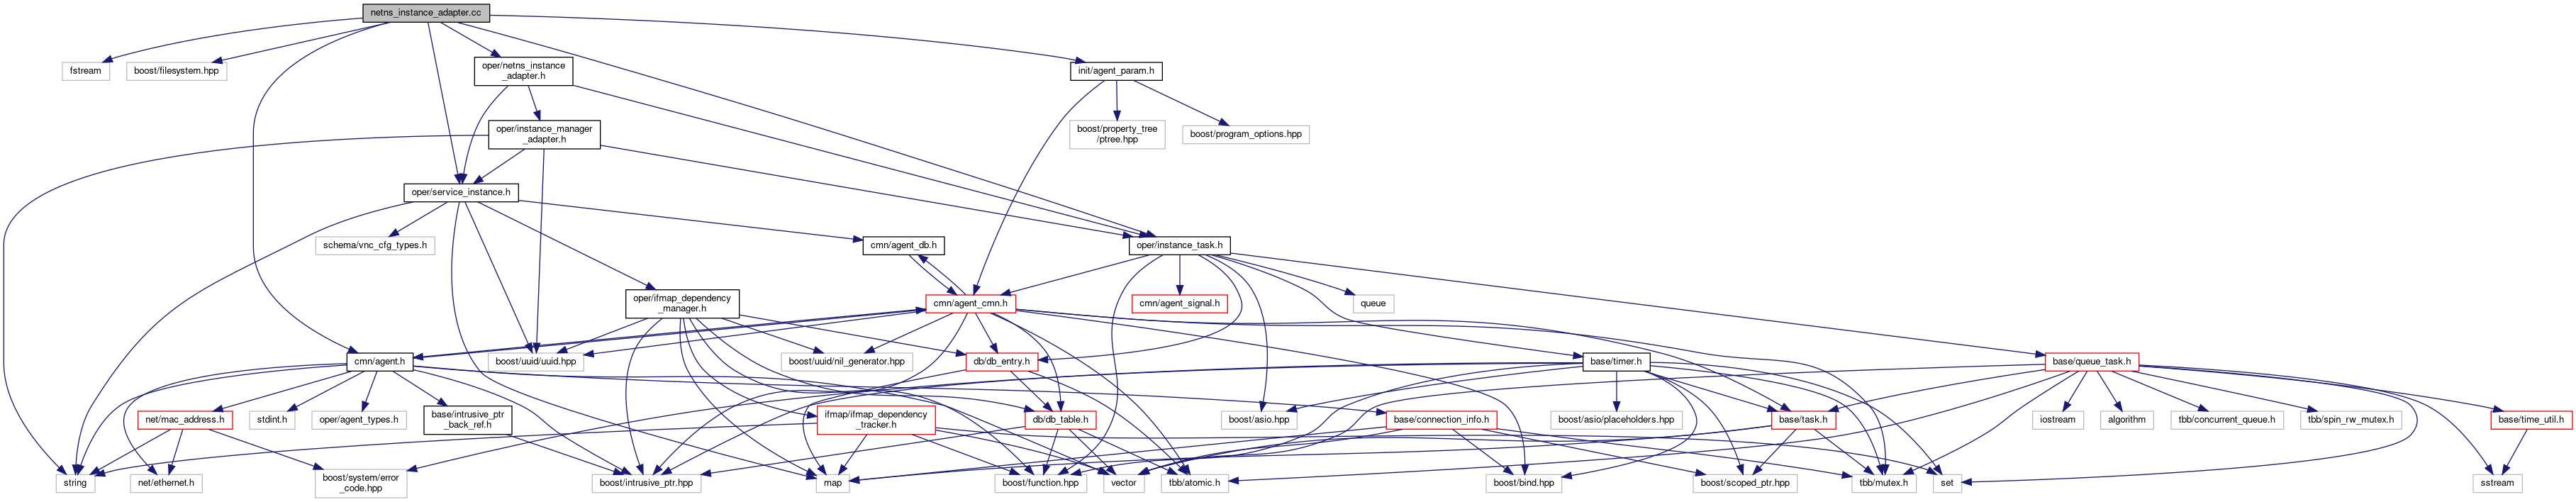 netns_instance_adapter.cc
fstream
boost/filesystem.hpp
oper/netns_instance
_adapter.h
init/agent_param.h
oper/instance_manager
_adapter.h
boost/property_tree
/ptree.hpp
boost/program_options.hpp
oper/service_instance.h
schema/vnc_cfg_types.h
cmn/agent_db.h
oper/instance_task.h
oper/ifmap_dependency
_manager.h
cmn/agent_cmn.h
cmn/agent_signal.h
queue
cmn/agent.h
boost/uuid/uuid.hpp
boost/uuid/nil_generator.hpp
db/db_entry.h
base/timer.h
base/queue_task.h
net/mac_address.h
stdint.h
oper/agent_types.h
base/intrusive_ptr
_back_ref.h
ifmap/ifmap_dependency
_tracker.h
db/db_table.h
boost/asio.hpp
base/connection_info.h
boost/asio/placeholders.hpp
base/task.h
iostream
algorithm
tbb/concurrent_queue.h
tbb/spin_rw_mutex.h
base/time_util.h
string
net/ethernet.h
boost/system/error
_code.hpp
boost/intrusive_ptr.hpp
map
boost/function.hpp
vector
tbb/atomic.h
boost/bind.hpp
boost/scoped_ptr.hpp
tbb/mutex.h
set
sstream